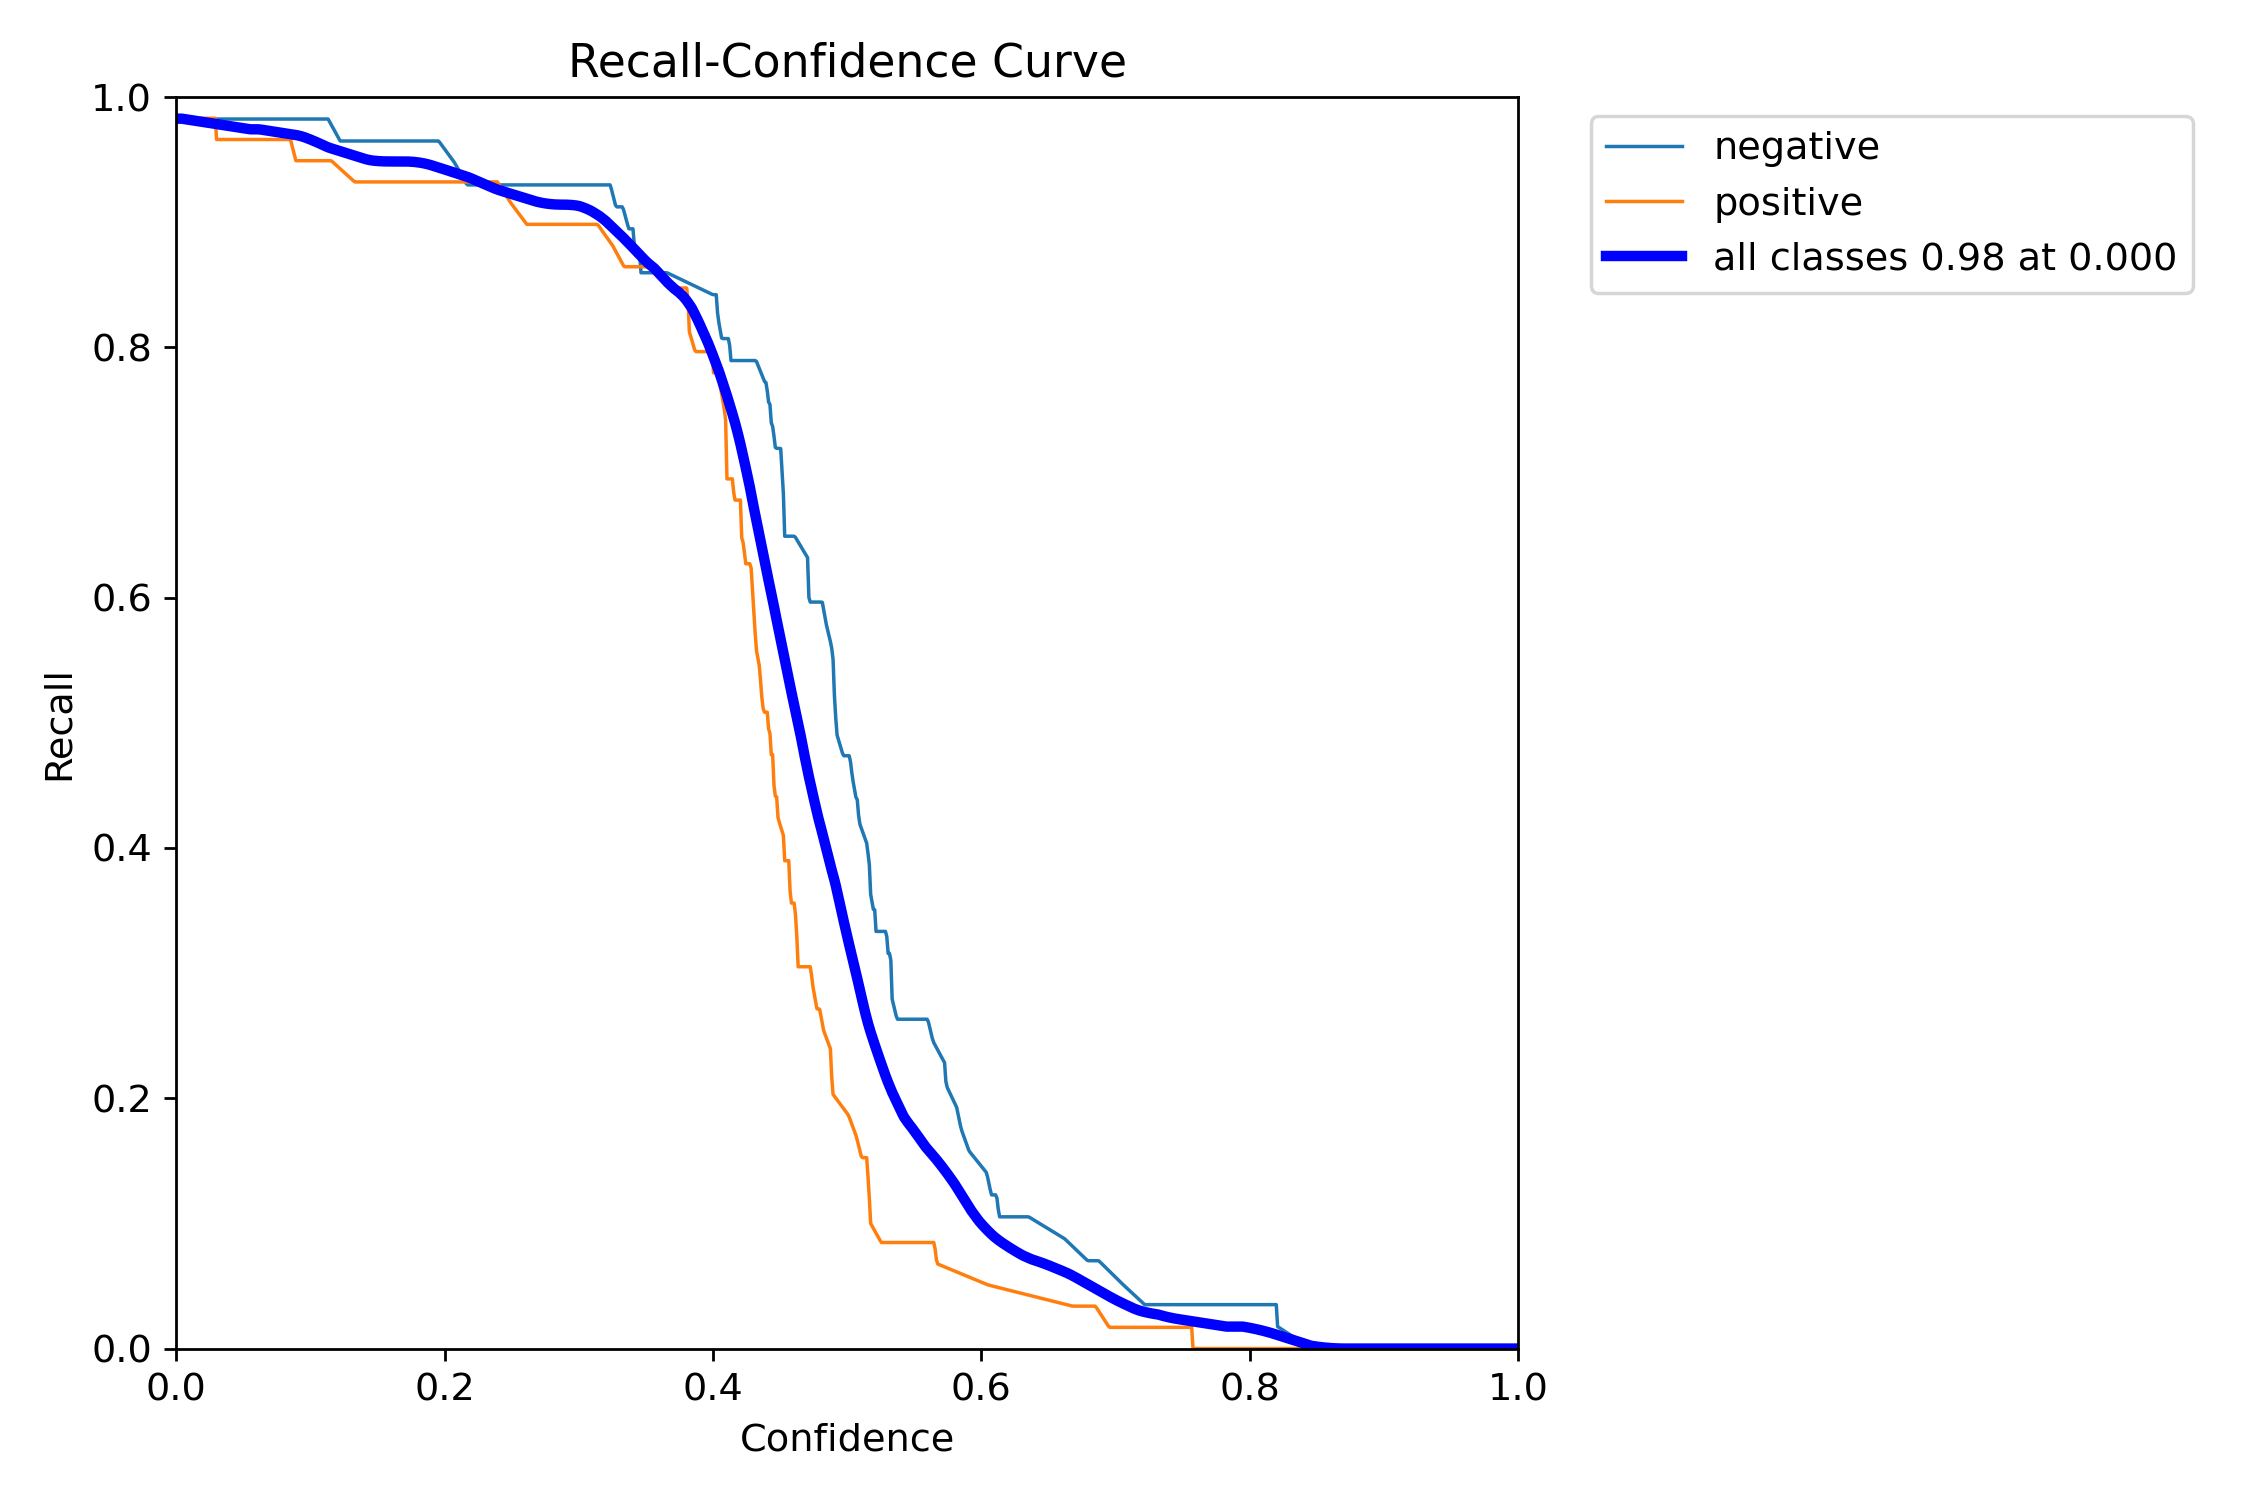 Recall-Confidence Curve
1.0
0.8
0.6
0.4
0.2
0.0
Recall
0.0 0.2 0.4 0.6 0.8 1.0
Confidence
negative
positive
all classes 0.98 at 0.000